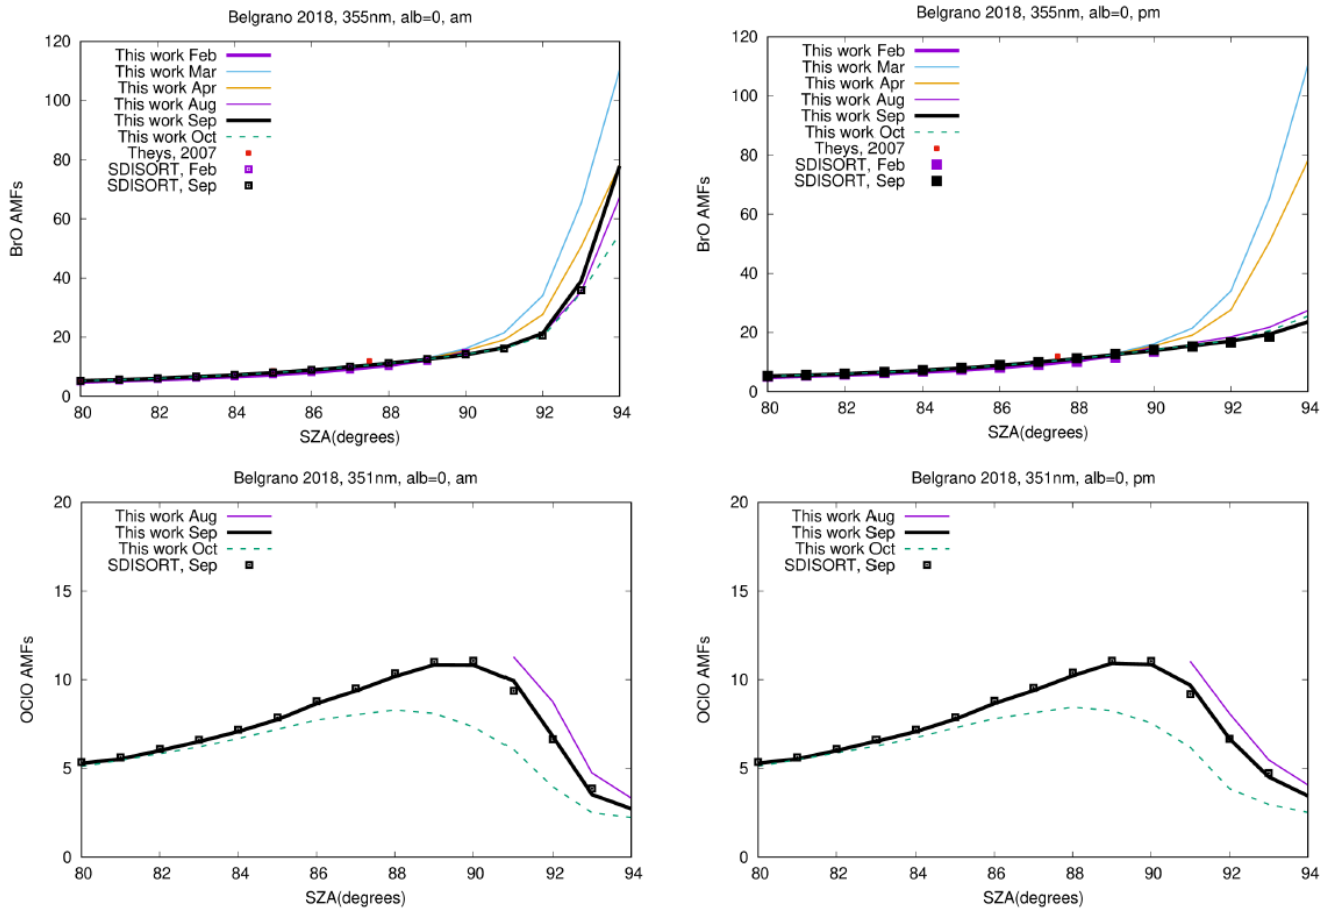 Belgrano 2018, 355nm, alb=0, am
120
100
80
60
40
20
0
BrO AMFs
This work Feb
This work Mar
This work Apr
This work Aug
This work Sep
This work Oct
Theys, 2007
SDISORT, Feb
SDISORT, Sep
80 82 84 86 88 90 92 94
SZA(degrees)
Belgrano 2018, 355nm, alb=0, pm
120
100
80
60
40
20
0
BrO AMFs
This work Feb
This work Mar
This work Apr
This work Aug
This work Sep
This work Oct
Theys, 2007
SDISORT, Feb
SDISORT, Sep
80 82 84 86 88 90 92 94
SZA(degrees)
Belgrano 2018, 351nm, alb=0, am
20
15
10
5
0
OClO AMFs
This work Aug
This work Sep
This work Oct
SDISORT, Sep
80 82 84 86 88 90 92 94
SZA(degrees)
Belgrano 2018, 351nm, alb=0, pm
20
15
10
5
0
OClO AMFs
This work Aug
This work Sep
This work Oct
SDISORT, Sep
80 82 84 86 88 90 92 94
SZA(degrees)